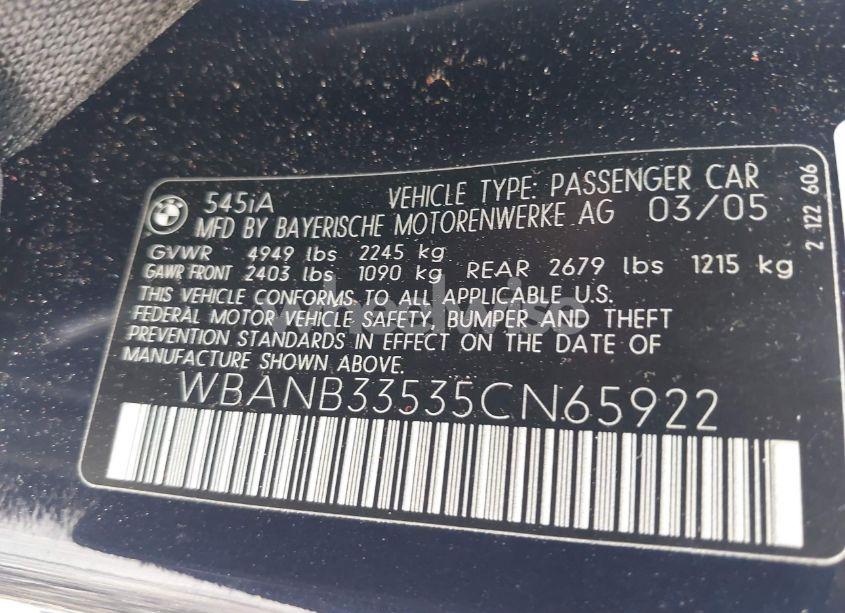 545iA VEHICLE TYPE: PASSENGER CAR
MFD BY BAYERISCHE MOTORENWERKE AG 03/05
GVWR 4949 lbs 2245 kg
GAWR FRONT 2403 lbs 1090 kg REAR 2679 lbs 1215 kg
THIS VEHICLE CONFORMS TO ALL APPLICABLE U.S.
FEDERAL MOTOR VEHICLE SAFETY, BUMPER AND THEFT
PREVENTION STANDARDS IN EFFECT ON THE DATE OF
MANUFACTURE SHOWN ABOVE.
WBANB33535CN65922
2 122 606
wheelwiss